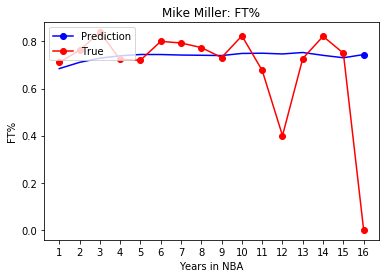 Mike Miller: FT%
Prediction
True
FT%
0.8
0.6
0.4
0.2
0.0
1 2 3 4 5 6 7 8 9 10 11 12 13 14 15 16
Years in NBA